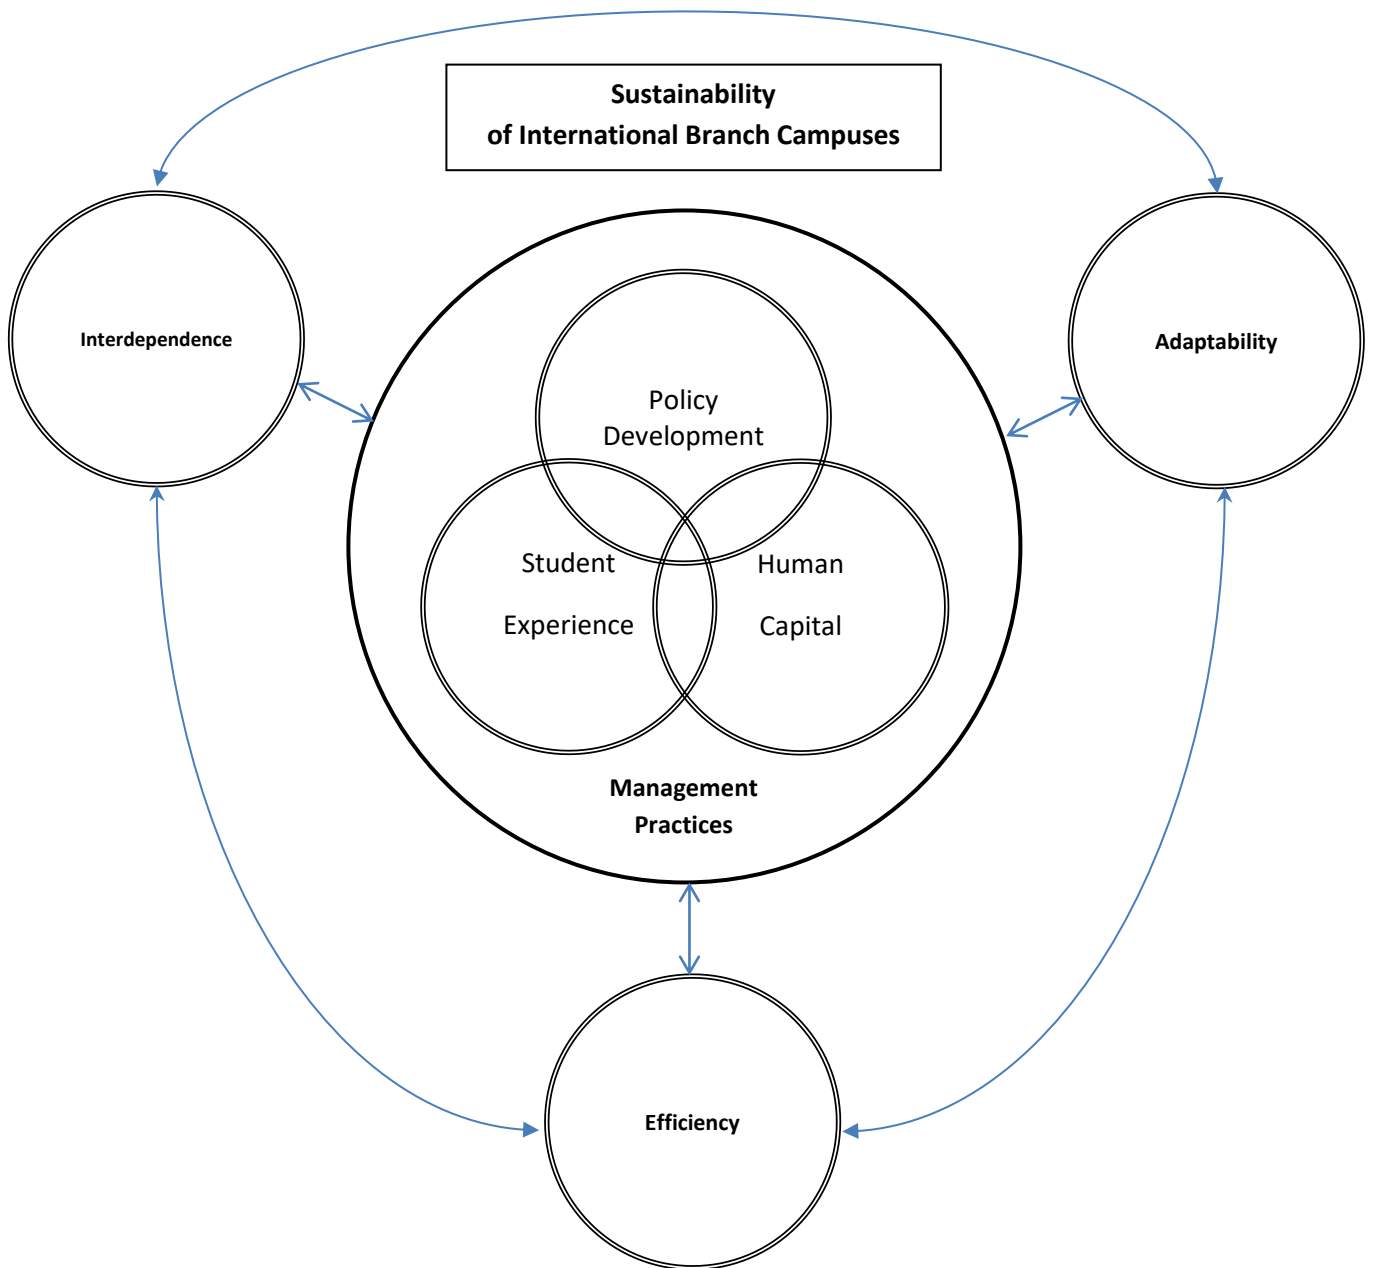 Sustainability
of International Branch Campuses
Interdependence
Adaptability
Policy
Development
Student
Experience
Human
Capital
Management
Practices
Efficiency